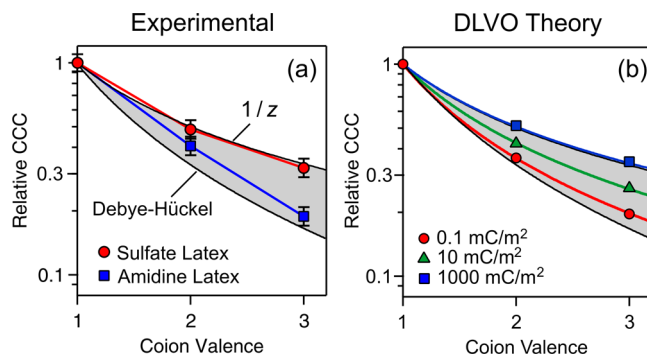 Experimental
DLVO Theory
(a)
(b)
Relative CCC
1
0.3
0.1
1 / z
Debye-Hückel
Sulfate Latex
Amidine Latex
1
2
3
Coion Valence
Relative CCC
1
0.3
0.1
0.1 mC/m²
10 mC/m²
1000 mC/m²
1
2
3
Coion Valence